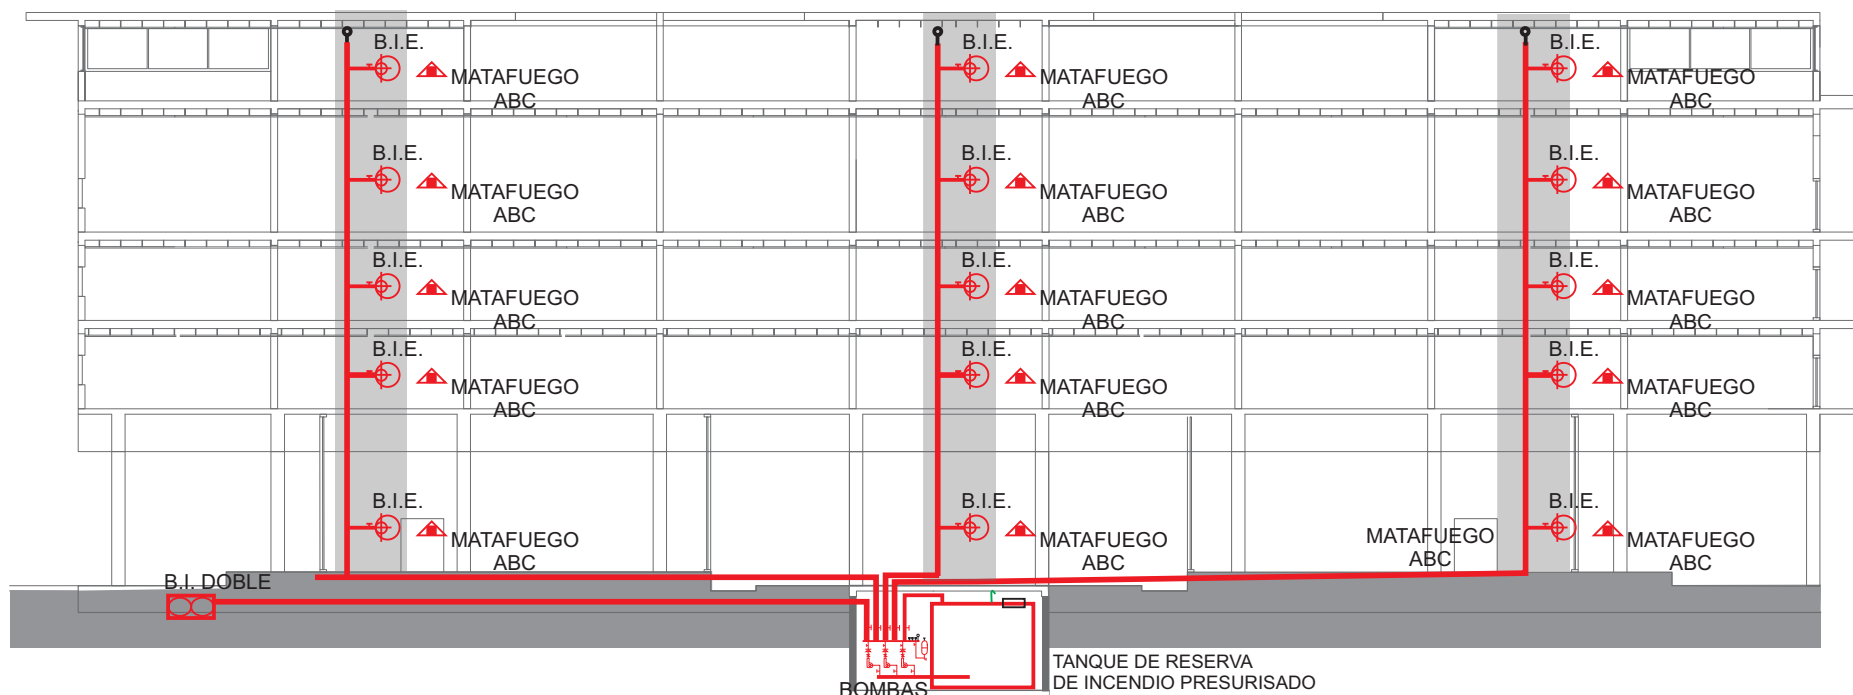 B.I.E.
MATAFUEGO
ABC
B.I.E.
MATAFUEGO
ABC
B.I.E.
MATAFUEGO
ABC
B.I.E.
MATAFUEGO
ABC
B.I.E.
MATAFUEGO
ABC
B.I.E.
MATAFUEGO
ABC
B.I.E.
MATAFUEGO
ABC
B.I.E.
MATAFUEGO
ABC
B.I.E.
MATAFUEGO
ABC
B.I.E.
MATAFUEGO
ABC
B.I.E.
MATAFUEGO
ABC
B.I.E.
MATAFUEGO
ABC
B.I.E.
MATAFUEGO
ABC
B.I.E.
MATAFUEGO
ABC
MATAFUEGO
ABC
B.I.E.
MATAFUEGO
ABC
B.I. DOBLE
BOMBAS
TANQUE DE RESERVA
DE INCENDIO PRESURISADO